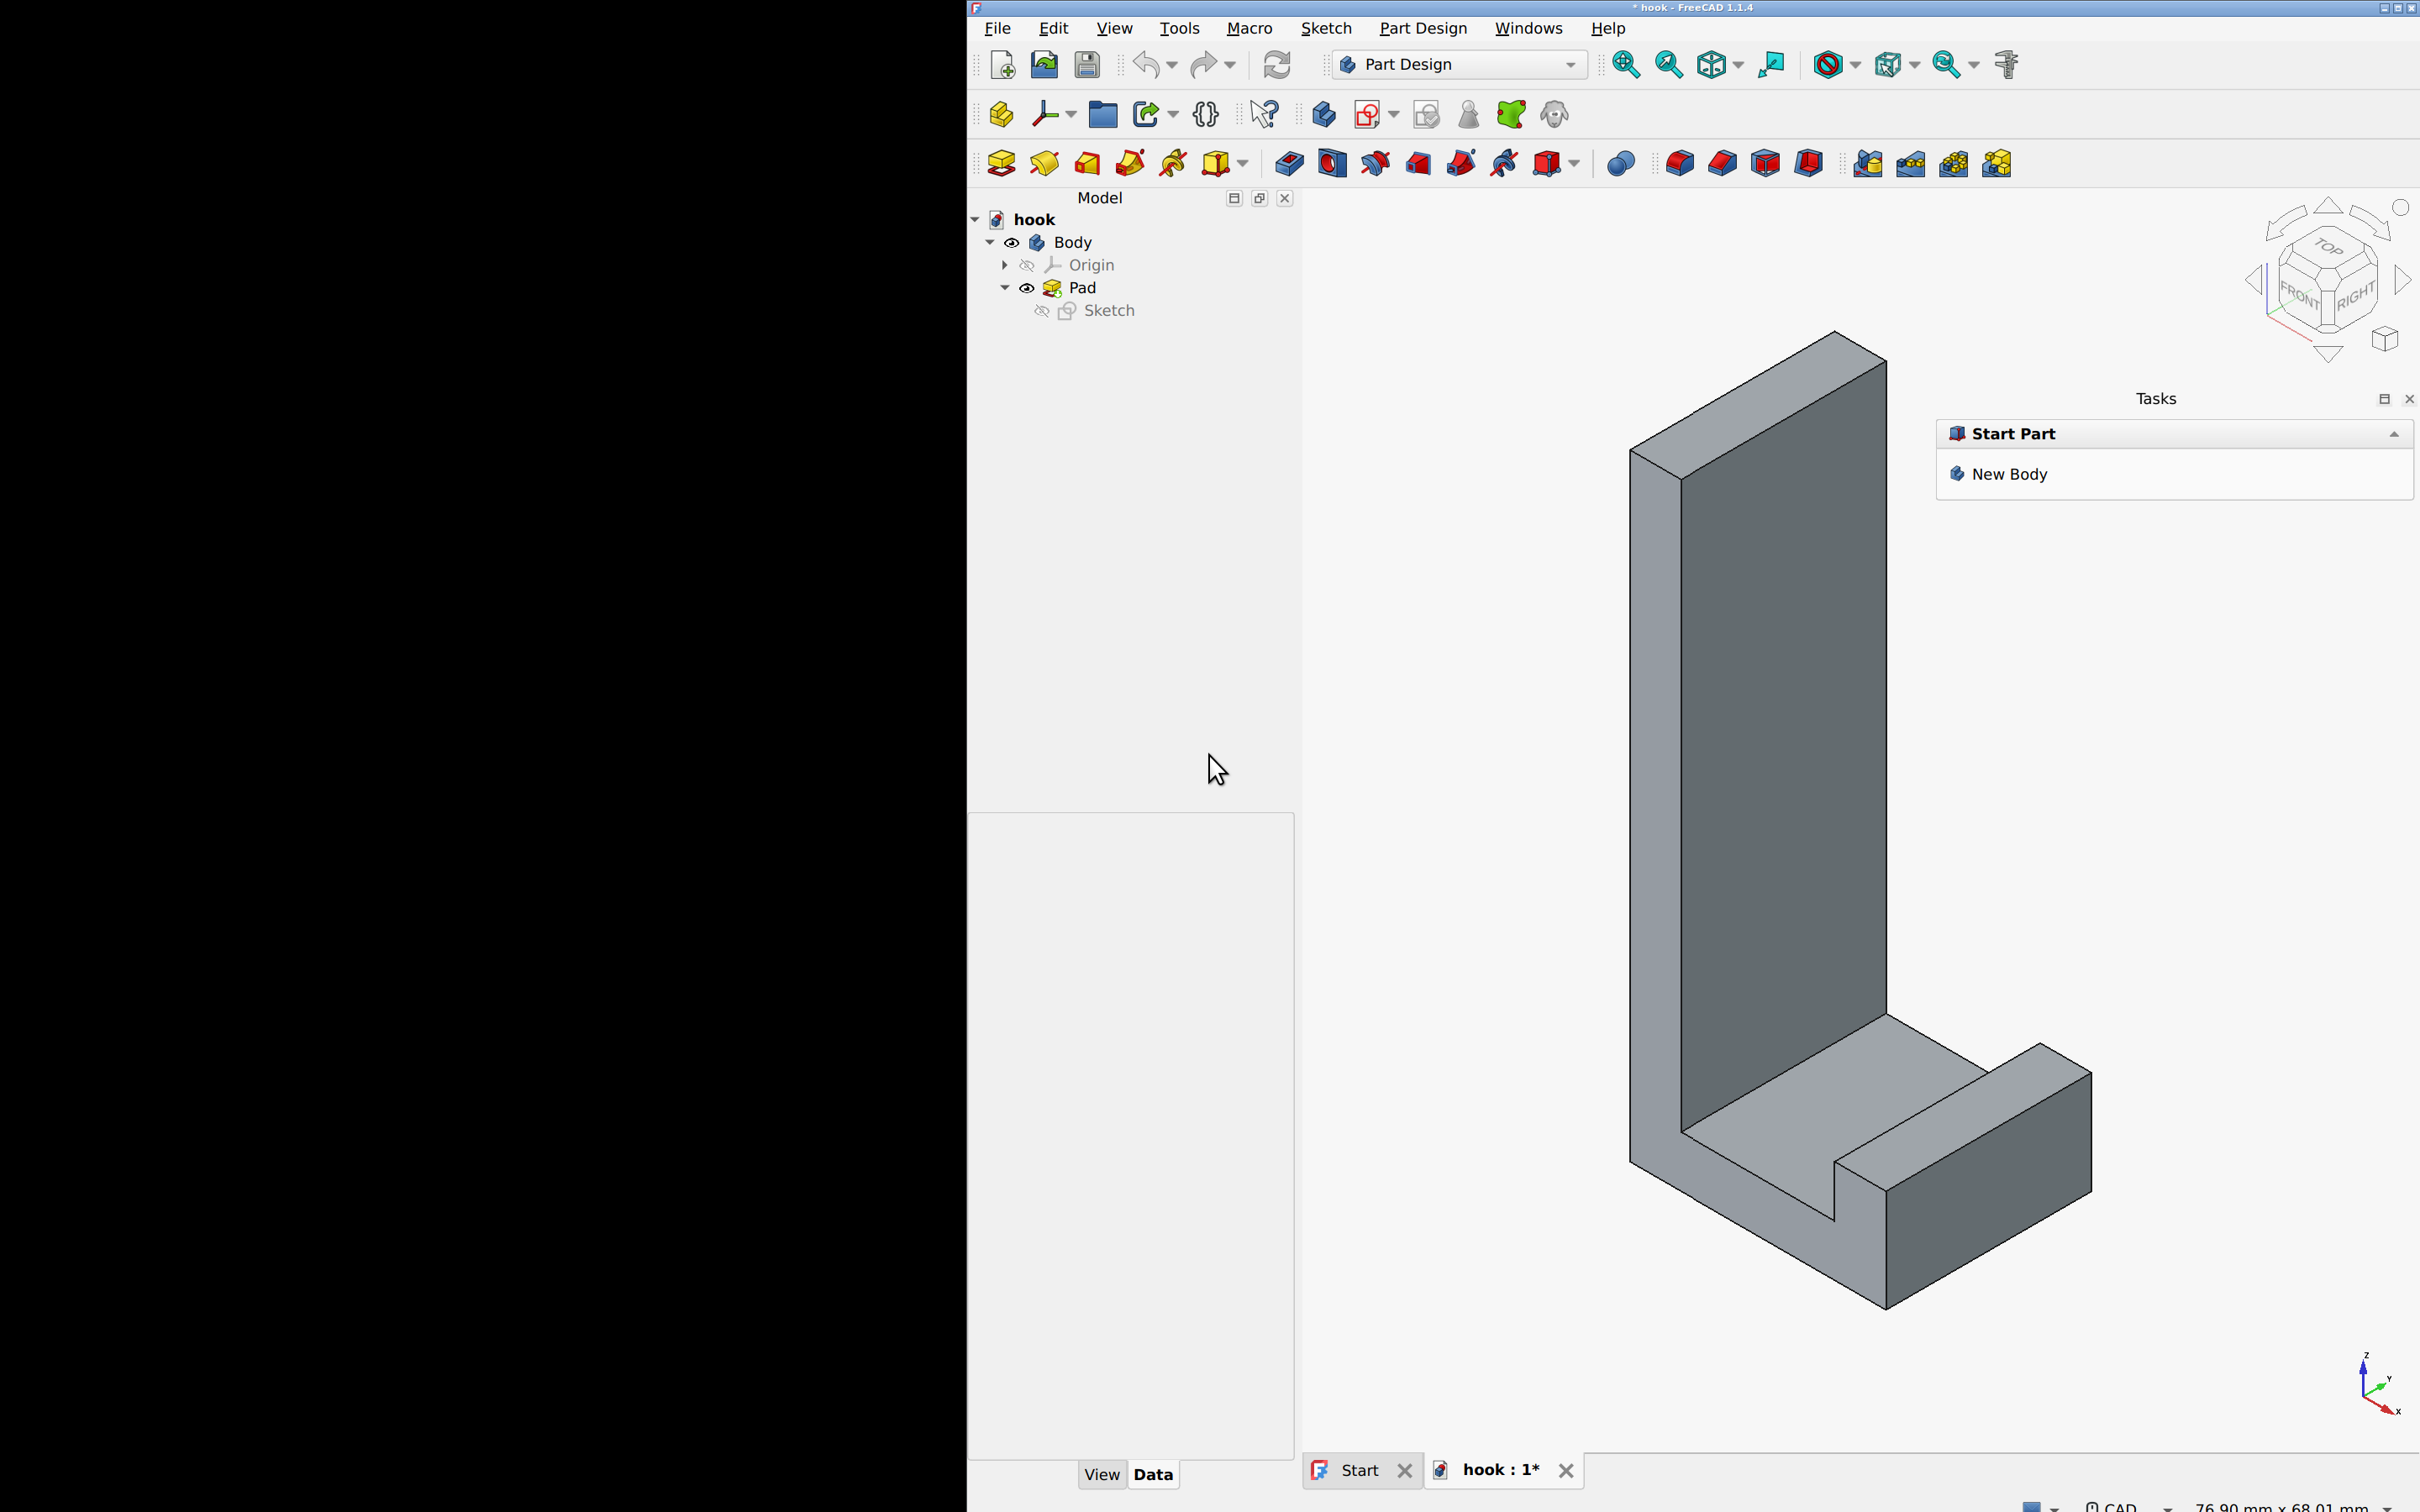 * hook - FreeCAD 1.1.4
File Edit View Tools Macro Sketch Part Design Windows Help
Part Design
Model
hook
Body
Origin
Pad
Sketch
TOP
FRONT
RIGHT
Tasks
Start Part
New Body
Z
Y
X
View Data
Start
hook : 1*
CAD
76.90 mm x 68.01 mm